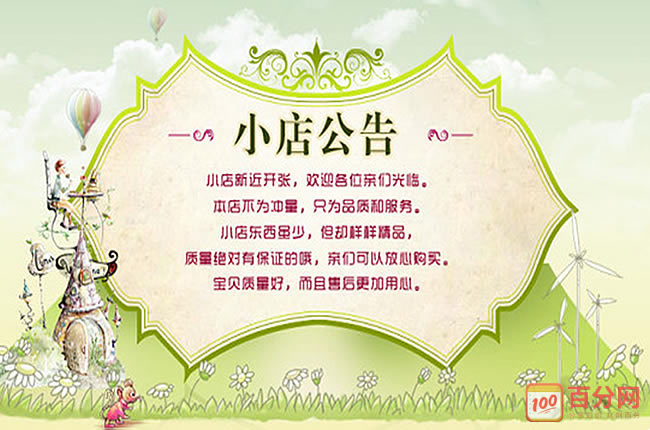 小店公告
小店新近开张，欢迎各位亲们光临。
本店不为冲量，只为品质和服务。
小店东西虽少，但却样样精品，
质量绝对有保证的哦，亲们可以放心购买。
宝贝质量好，而且售后更加用心。
100
百分网